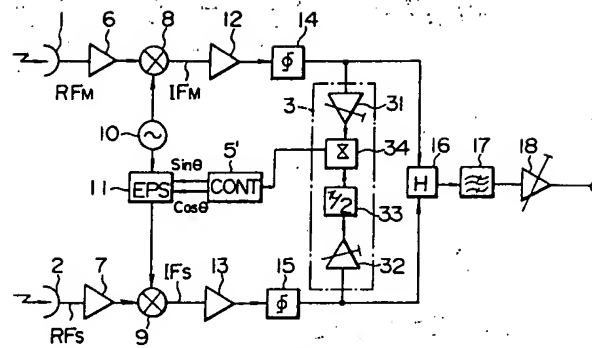 1 6 8 12 14
RFM IFM
3 31
10 34 16 17 18
Sinθ 5'
11 EPS CONT H
Cosθ π/2 33
2 7 IFs 13 15 32
RFs 9
ϕ
ϕ